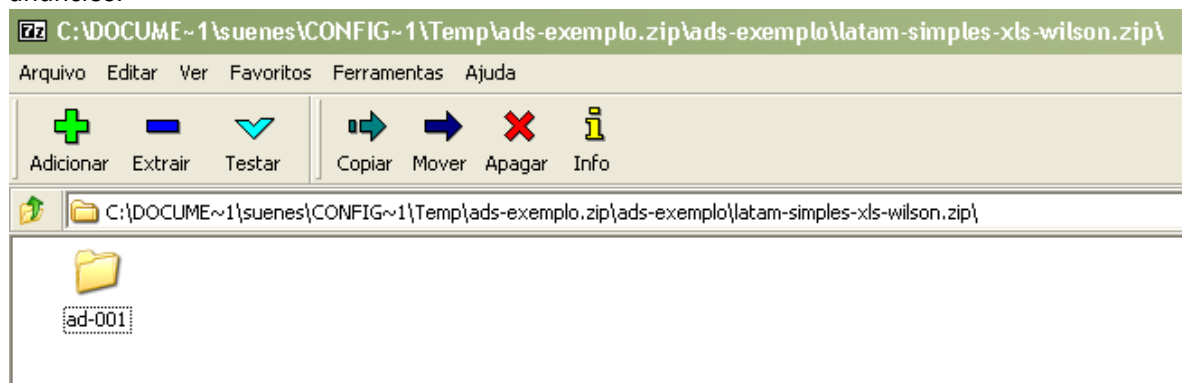 anúncios.
C:\DOCUME~1\suenes\CONFIG~1\Temp\ads-exemplo.zip\ads-exemplo\latam-simples-xls-wilson.zip\
Arquivo Editar Ver Favoritos Ferramentas Ajuda
Adicionar Extrair Testar Copiar Mover Apagar Info
C:\DOCUME~1\suenes\CONFIG~1\Temp\ads-exemplo.zip\ads-exemplo\latam-simples-xls-wilson.zip\
ad-001